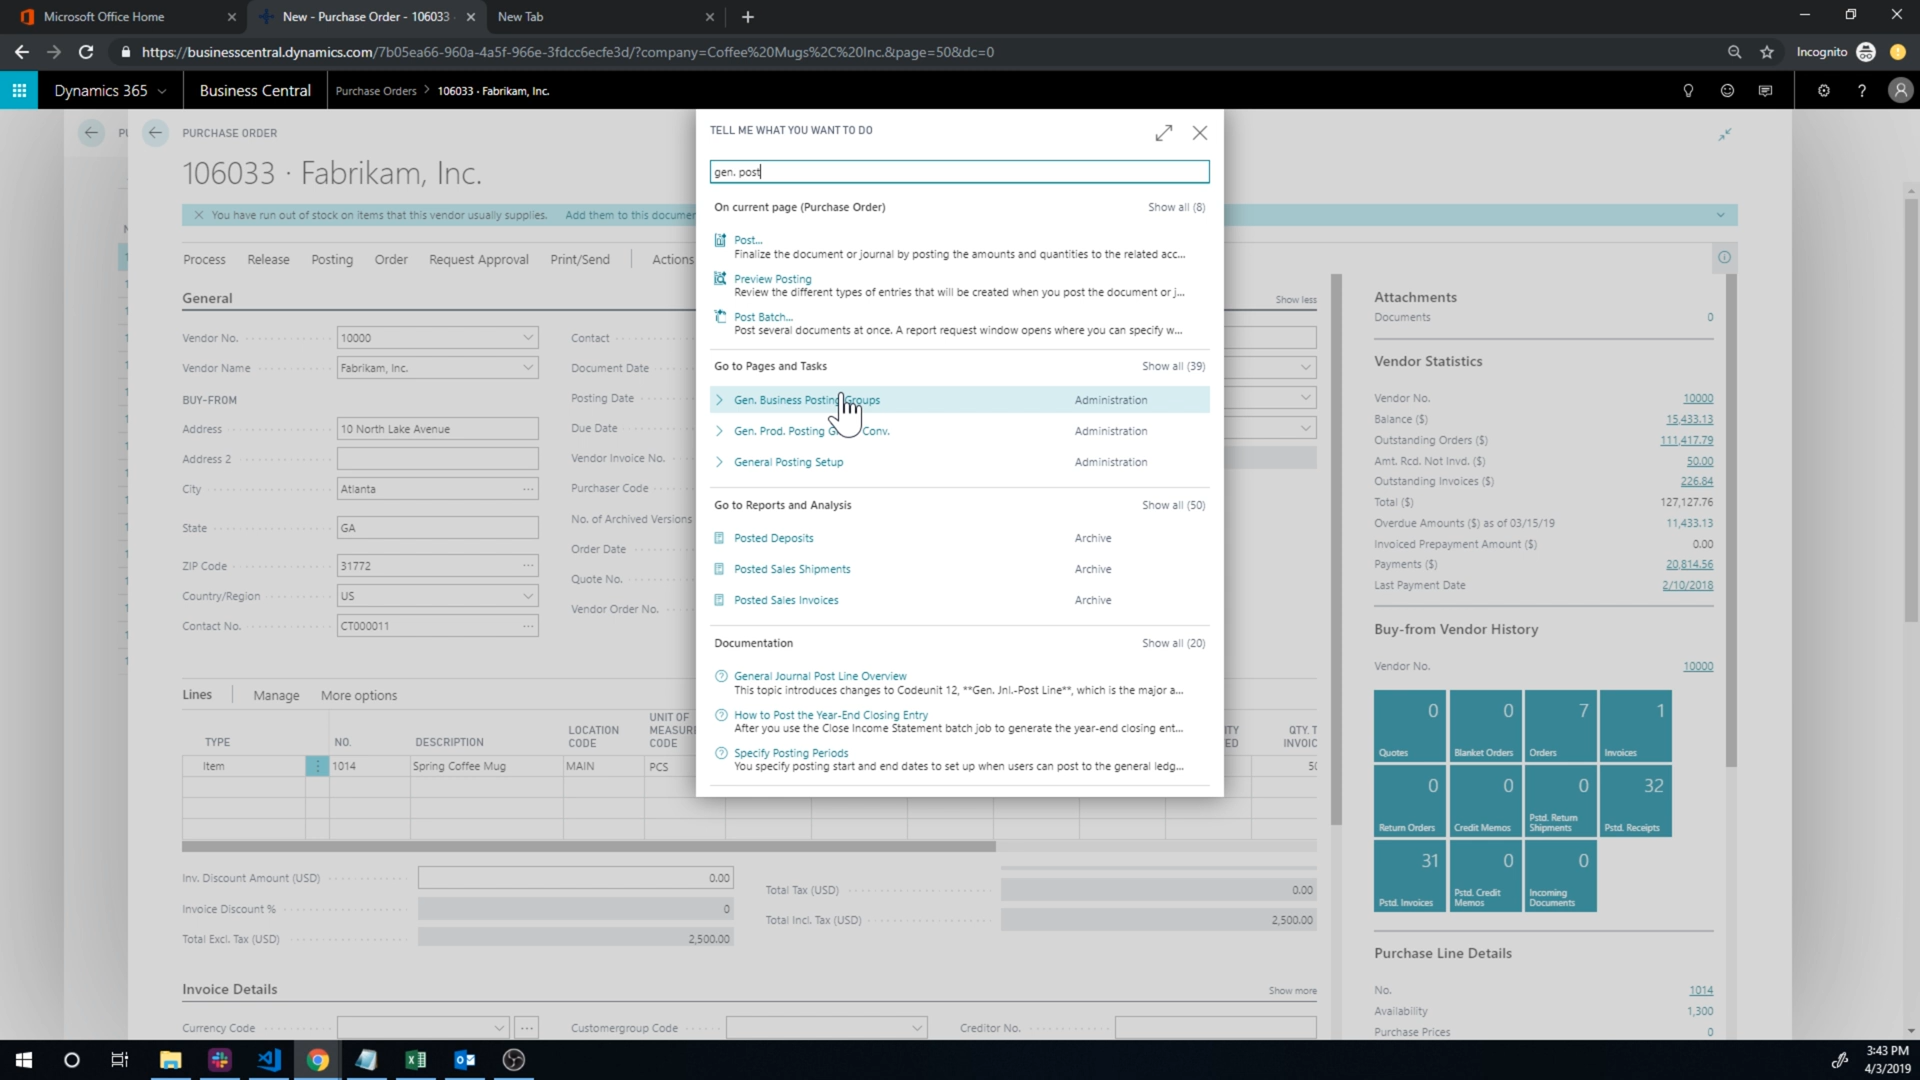 Microsoft Office Home
New - Purchase Order - 106033
New Tab
https://businesscentral.dynamics.com/7b05ea66-960a-4a5f-966e-3fdcc6ecfe3d/?company=Coffee%20Mugs%2C%20Inc.&page=50&dc=0
Incognito
Dynamics 365
Business Central
Purchase Orders > 106033 · Fabrikam, Inc.
PURCHASE ORDER
106033 · Fabrikam, Inc.
You have run out of stock on items that this vendor usually supplies. Add them to this documen
Process
Release
Posting
Order
Request Approval
Print/Send
Actions
General
Show less
Vendor No.
10000
Vendor Name
Fabrikam, Inc.
BUY-FROM
Address
10 North Lake Avenue
Address 2
City
Atlanta
State
GA
ZIP Code
31772
Country/Region
US
Contact No.
CT000011
Contact
Document Date
Posting Date
Due Date
Vendor Invoice No.
Purchaser Code
No. of Archived Versions
Order Date
Quote No.
Vendor Order No.
TELL ME WHAT YOU WANT TO DO
gen. post
On current page (Purchase Order)
Show all (8)
Post...
Finalize the document or journal by posting the amounts and quantities to the related acc...
Preview Posting
Review the different types of entries that will be created when you post the document or j...
Post Batch...
Post several documents at once. A report request window opens where you can specify w...
Go to Pages and Tasks
Show all (39)
Gen. Business Posting Groups
Administration
Gen. Prod. Posting G Conv.
Administration
General Posting Setup
Administration
Go to Reports and Analysis
Show all (50)
Posted Deposits
Archive
Posted Sales Shipments
Archive
Posted Sales Invoices
Archive
Documentation
Show all (20)
General Journal Post Line Overview
This topic introduces changes to Codeunit 12, **Gen. Jnl.-Post Line**, which is the major a...
How to Post the Year-End Closing Entry
After you use the Close Income Statement batch job to generate the year-end closing ent...
Specify Posting Periods
You specify posting start and end dates to set up when users can post to the general ledg...
Lines
Manage
More options
TYPE
NO.
DESCRIPTION
LOCATION CODE
UNIT OF MEASUR CODE
ITY ED
QTY. T INVOIC
Item
1014
Spring Coffee Mug
MAIN
PCS
50
Inv. Discount Amount (USD)
0.00
Invoice Discount %
0
Total Excl. Tax (USD)
2,500.00
Total Tax (USD)
0.00
Total Incl. Tax (USD)
2,500.00
Invoice Details
Show more
Currency Code
Customergroup Code
Creditor No.
Attachments
Documents
0
Vendor Statistics
Vendor No.
10000
Balance ($)
15,433.13
Outstanding Orders ($)
111,417.79
Amt. Rcd. Not Invd. ($)
50.00
Outstanding Invoices ($)
226.84
Total ($)
127,127.76
Overdue Amounts ($) as of 03/15/19
11,433.13
Invoiced Prepayment Amount ($)
0.00
Payments ($)
20,814.56
Last Payment Date
2/10/2018
Buy-from Vendor History
Vendor No.
10000
0
Quotes
0
Blanket Orders
7
Orders
1
Invoices
0
Return Orders
0
Credit Memos
0
Pstd. Return Shipments
32
Pstd. Receipts
31
Pstd. Invoices
0
Pstd. Credit Memos
0
Incoming Documents
Purchase Line Details
No.
1014
Availability
1,300
Purchase Prices
0
3:43 PM
4/3/2019